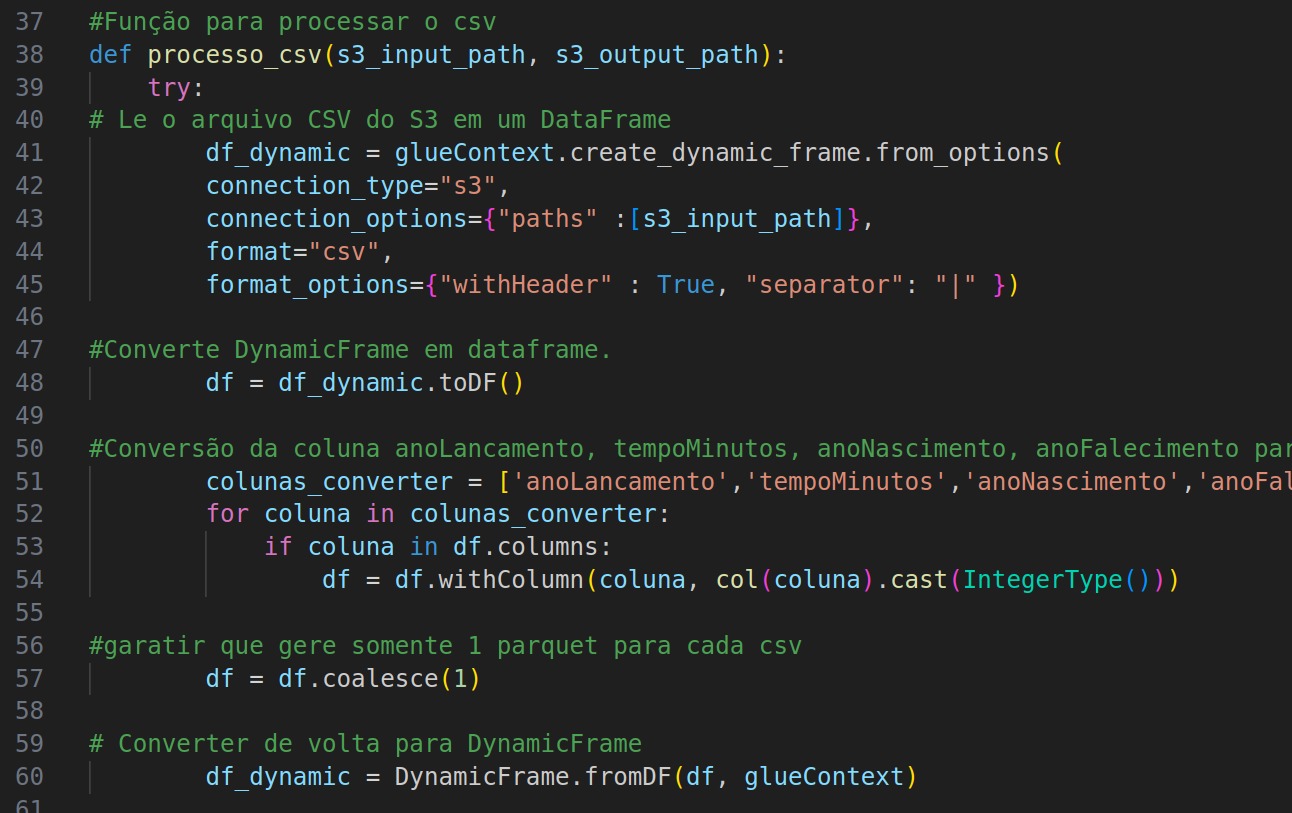 37 #Função para processar o csv
38 def processo_csv(s3_input_path, s3_output_path):
39     try:
40 # Le o arquivo CSV do S3 em um DataFrame
41         df_dynamic = glueContext.create_dynamic_frame.from_options(
42         connection_type="s3",
43         connection_options={"paths" :[s3_input_path]},
44         format="csv",
45         format_options={"withHeader" : True, "separator": "|" })
46
47 #Converte DynamicFrame em dataframe.
48         df = df_dynamic.toDF()
49
50 #Conversão da coluna anoLancamento, tempoMinutos, anoNascimento, anoFalecimento par
51         colunas_converter = ['anoLancamento','tempoMinutos','anoNascimento','anoFal
52         for coluna in colunas_converter:
53             if coluna in df.columns:
54                 df = df.withColumn(coluna, col(coluna).cast(IntegerType()))
55
56 #garatir que gere somente 1 parquet para cada csv
57         df = df.coalesce(1)
58
59 # Converter de volta para DynamicFrame
60         df_dynamic = DynamicFrame.fromDF(df, glueContext)
61